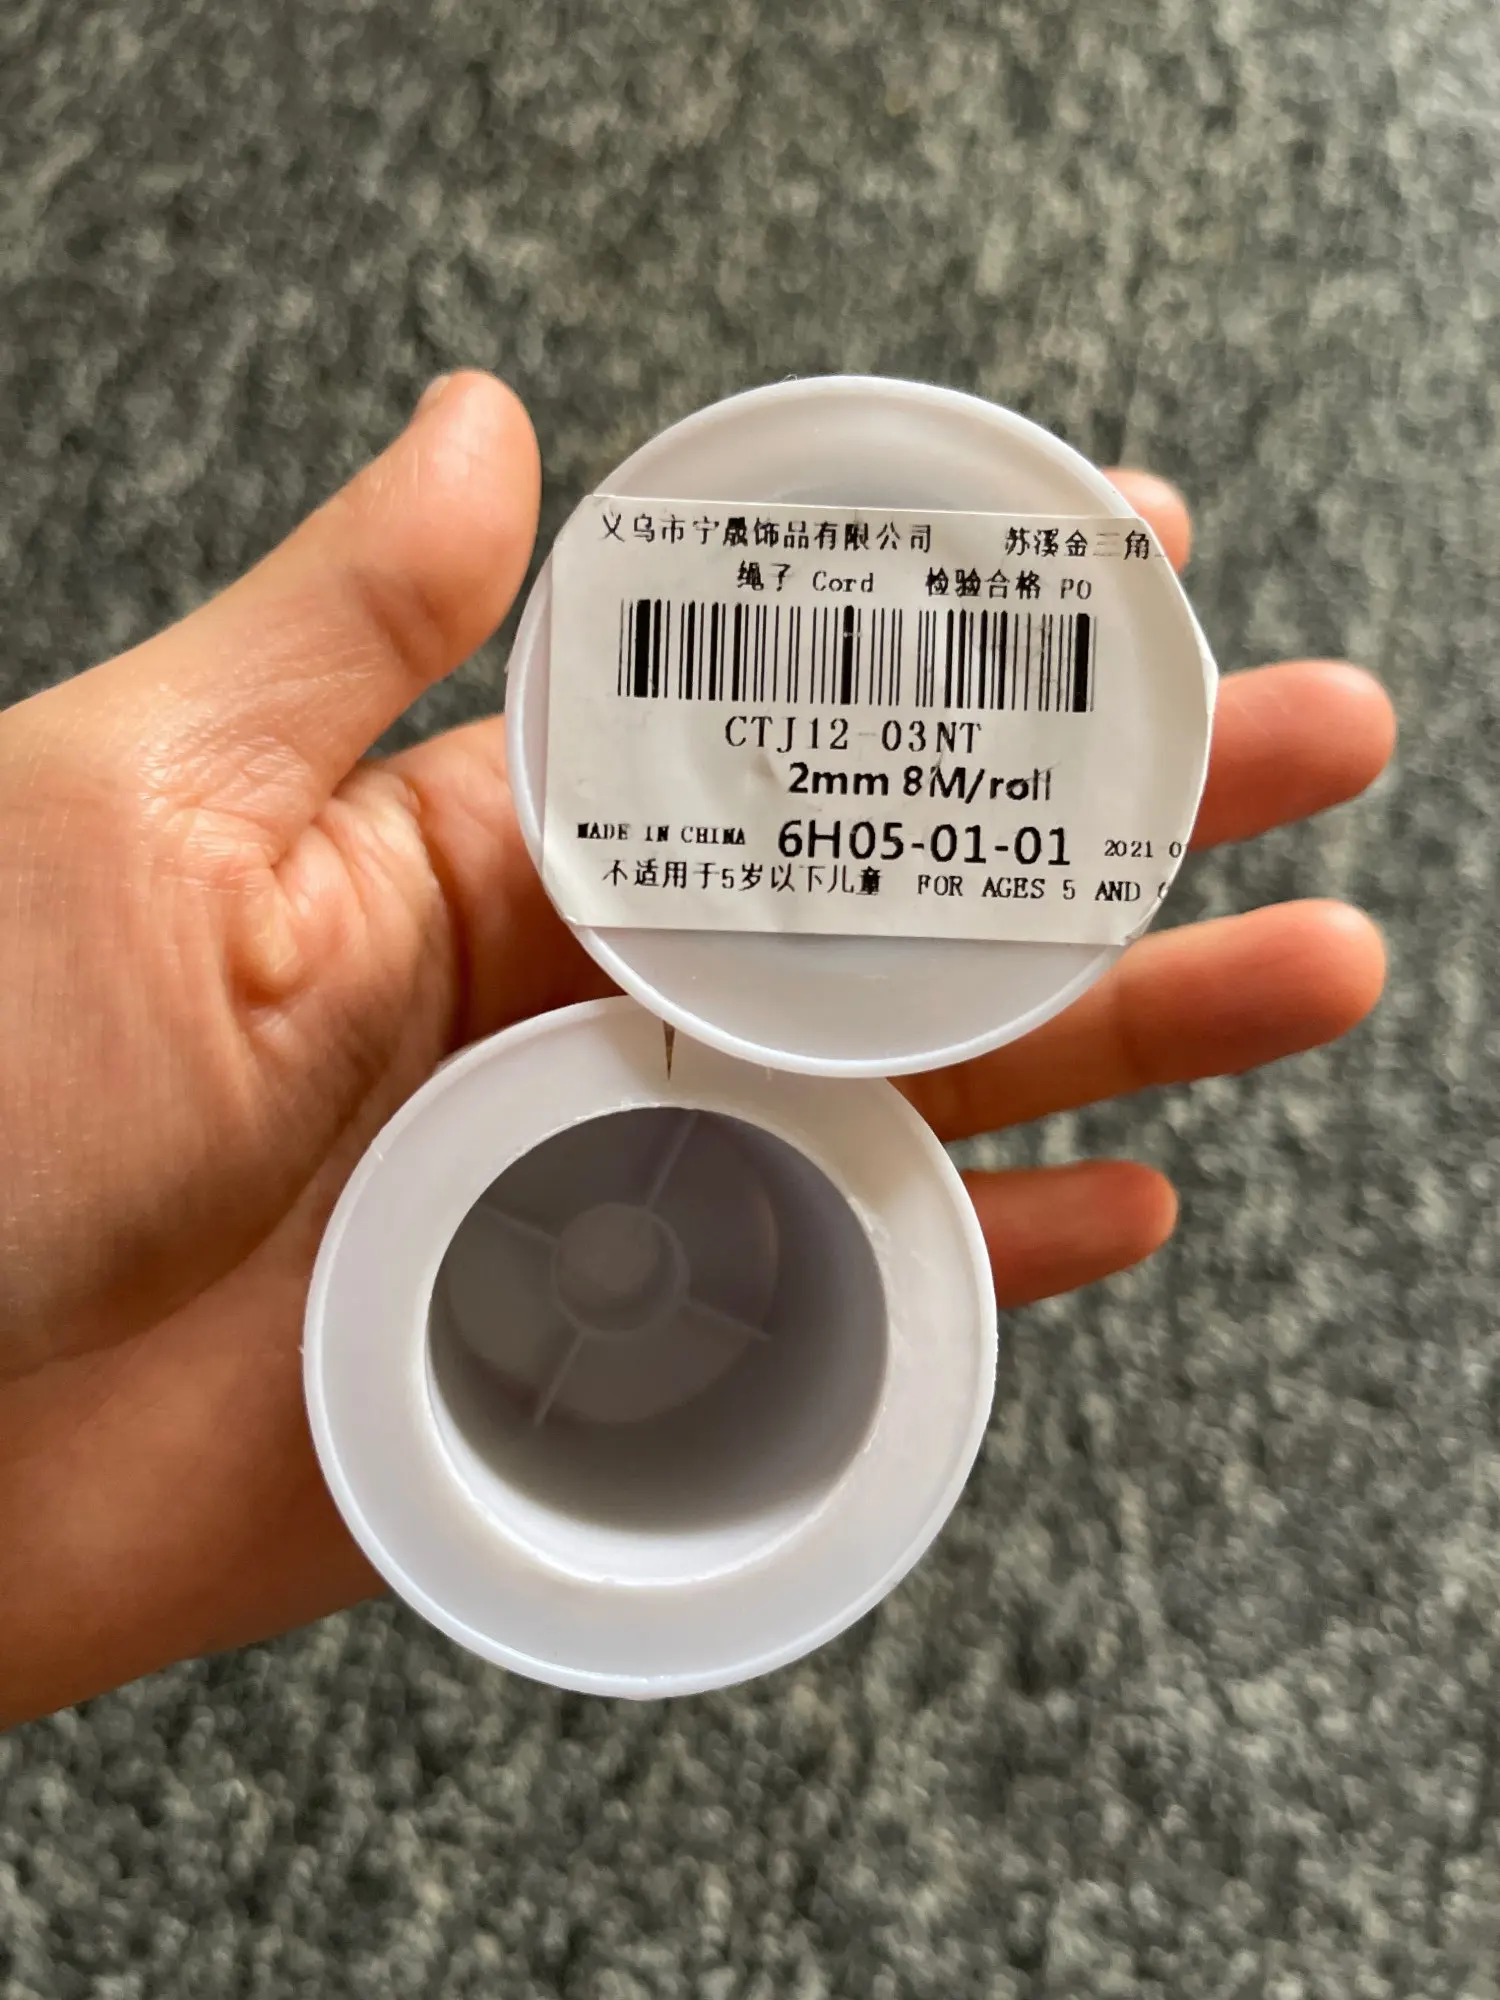 义乌市宁晟饰品有限公司 苏溪金三角
绳子 Cord 检验合格 PO
CTJ12-03NT
2mm 8M/roll
MADE IN CHINA 6H05-01-01 2021 0
不适用于5岁以下儿童 FOR AGES 5 AND